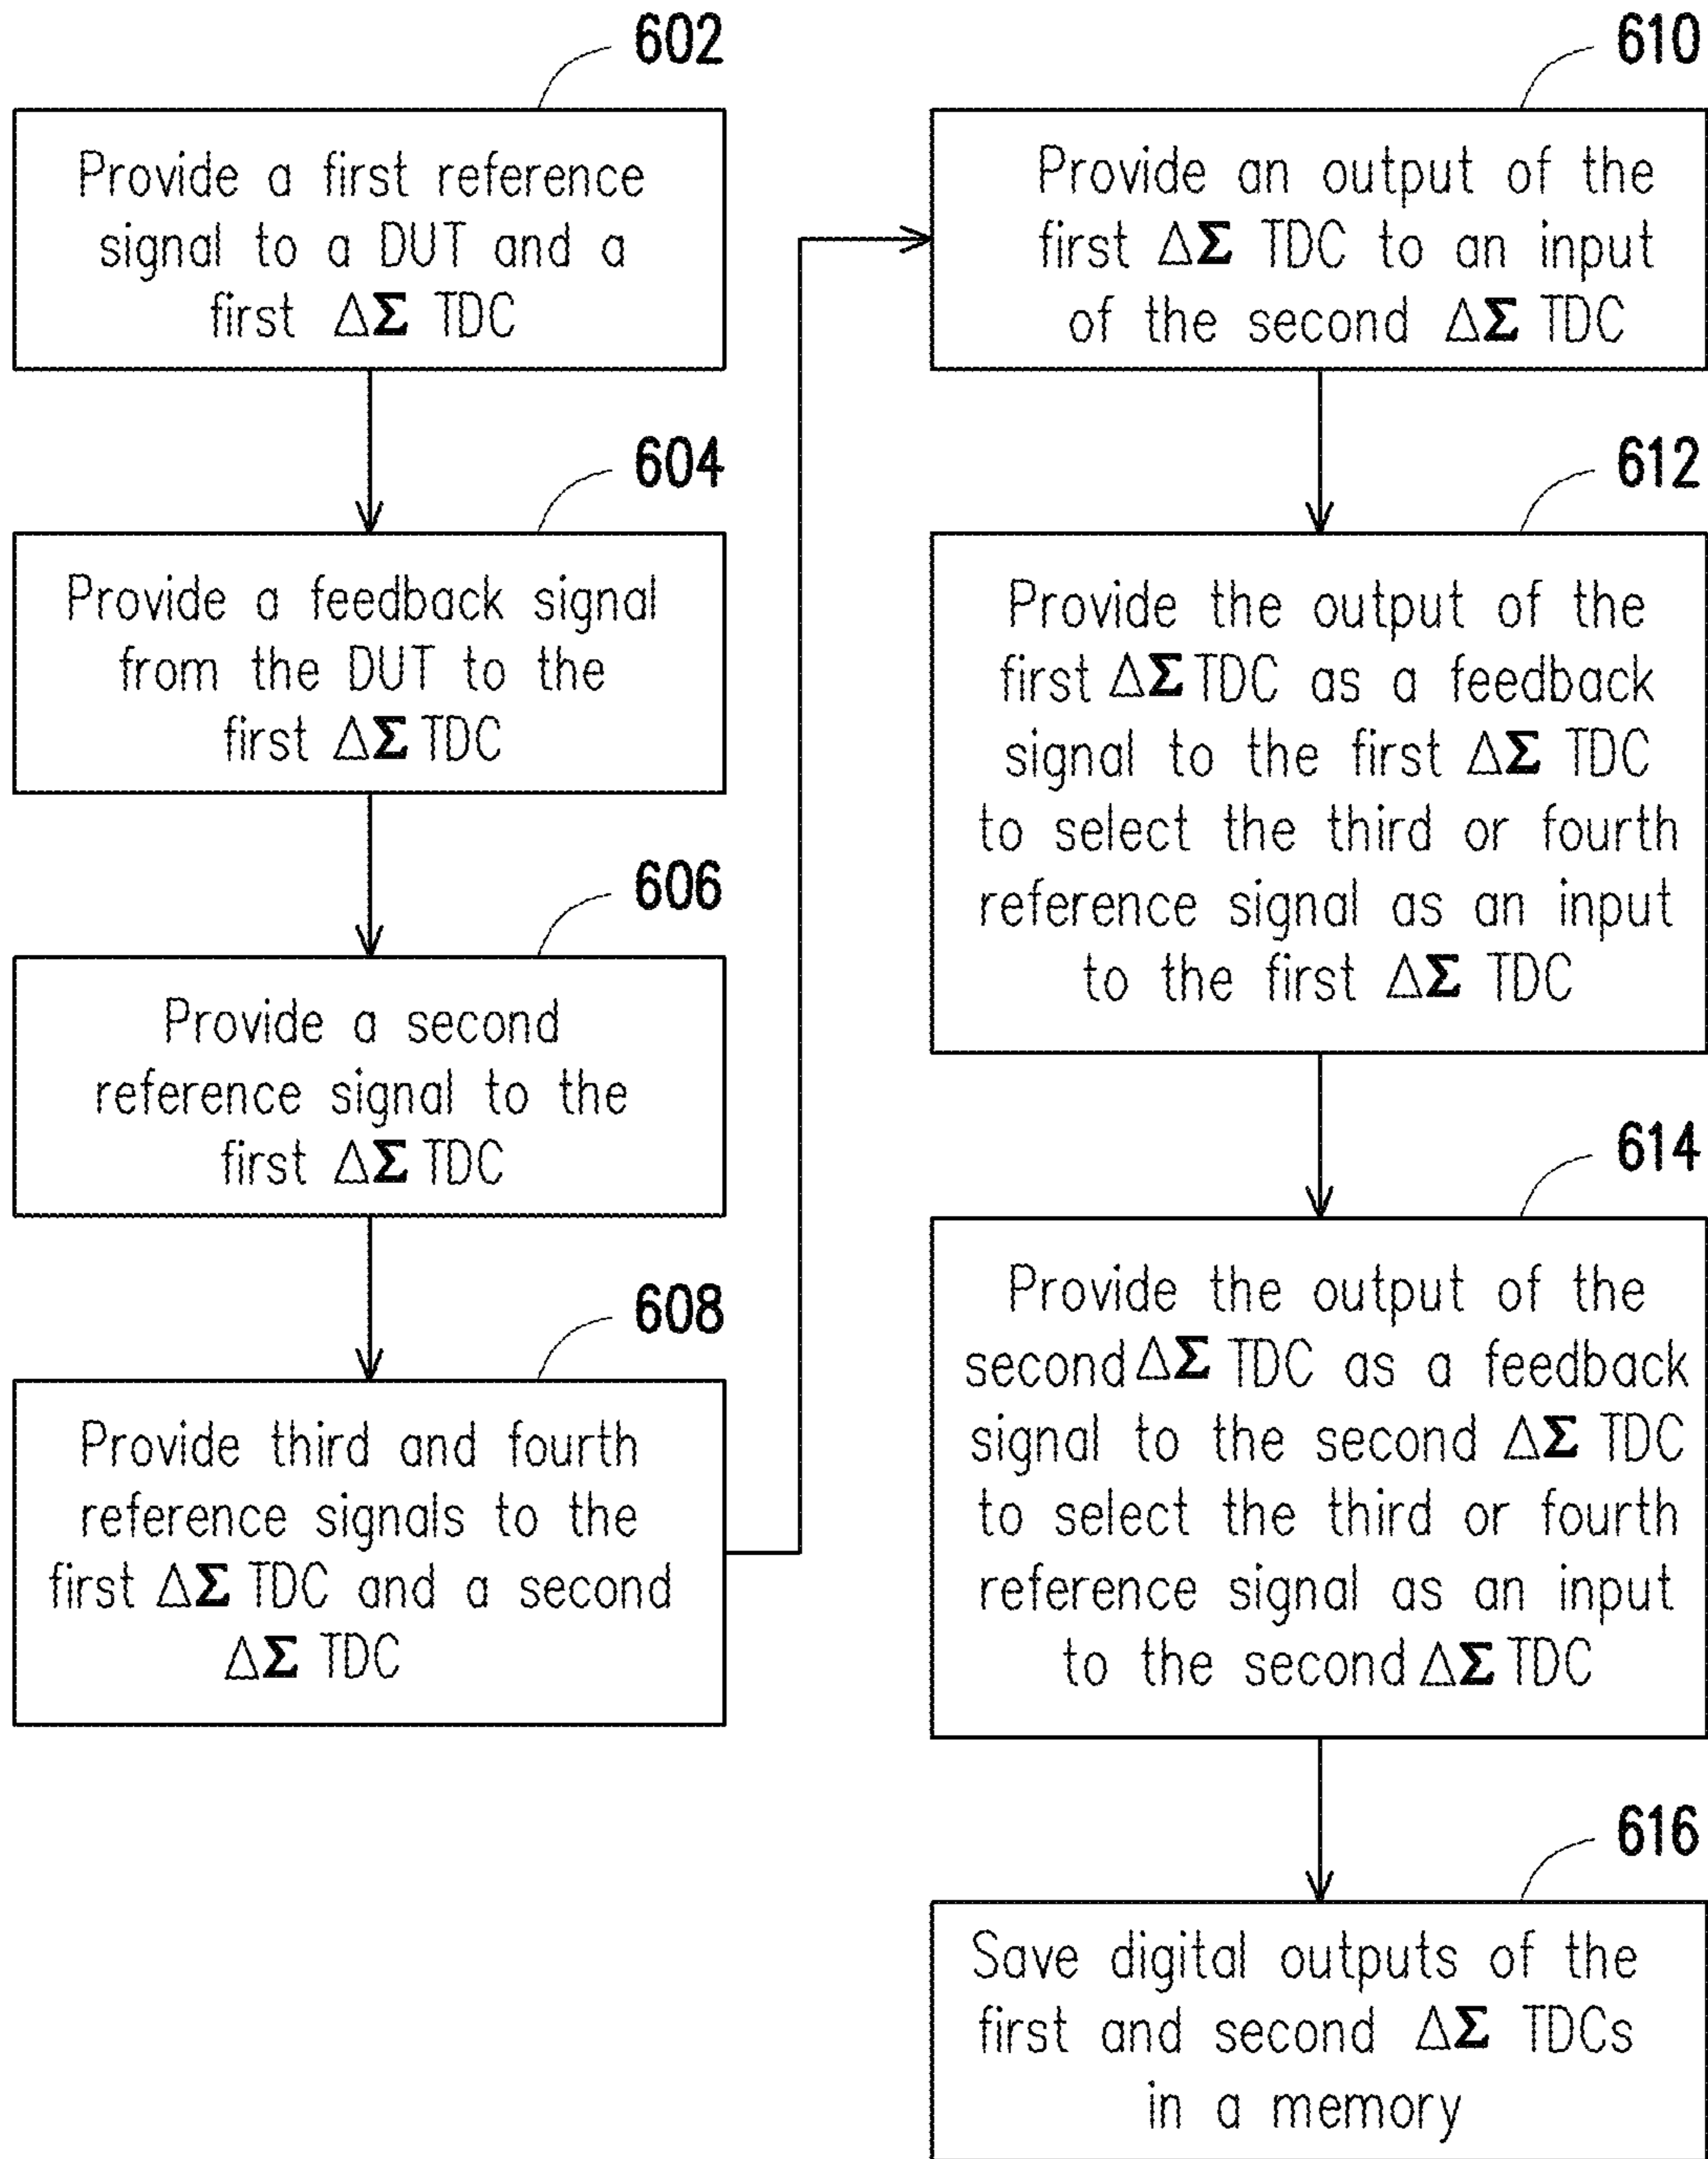 602
Provide a first reference
signal to a DUT and a
first ΔΣ TDC
604
Provide a feedback signal
from the DUT to the
first ΔΣ TDC
606
Provide a second
reference signal to the
first ΔΣ TDC
608
Provide third and fourth
reference signals to the
first ΔΣ TDC and a second
ΔΣ TDC
610
Provide an output of the
first ΔΣ TDC to an input
of the second ΔΣ TDC
612
Provide the output of the
first ΔΣ TDC as a feedback
signal to the first ΔΣ TDC
to select the third or fourth
reference signal as an input
to the first ΔΣ TDC
614
Provide the output of the
second ΔΣ TDC as a feedback
signal to the second ΔΣ TDC
to select the third or fourth
reference signal as an input
to the second ΔΣ TDC
616
Save digital outputs of the
first and second ΔΣ TDCs
in a memory